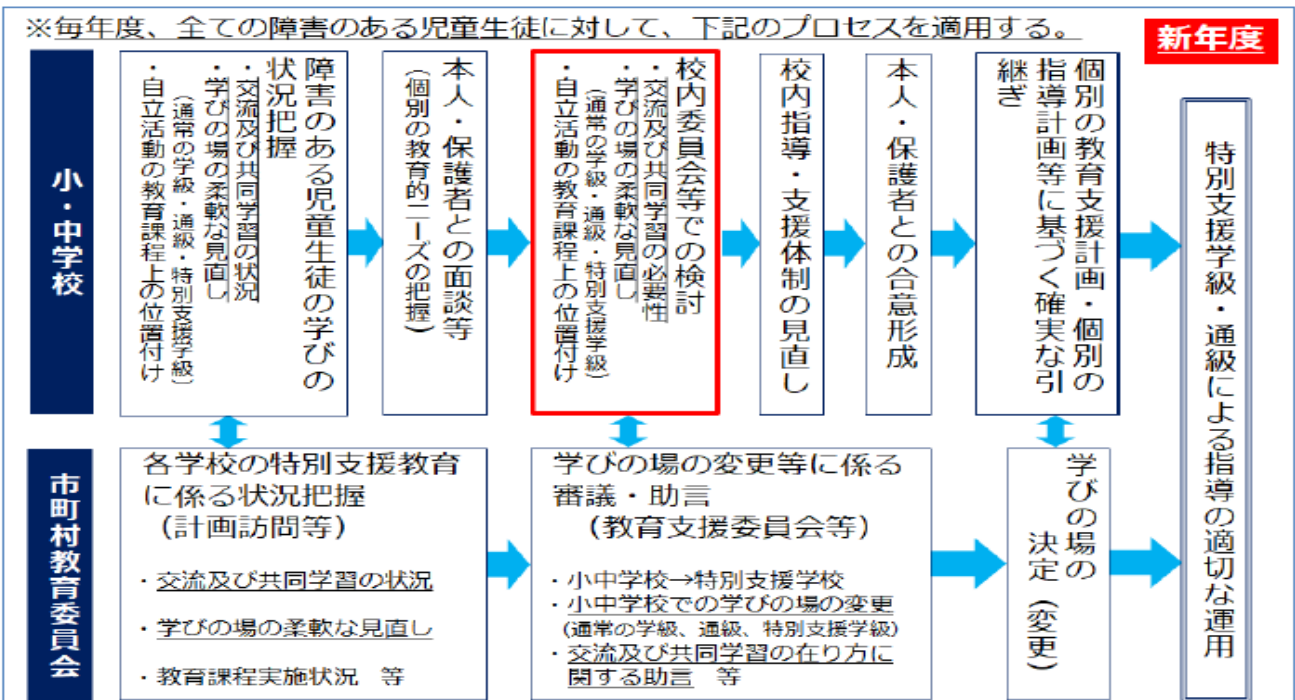 ※毎年度、全ての障害のある児童生徒に対して、下記のプロセスを適用する。
新年度
小・中学校
障害のある児童生徒の学びの
状況把握
・交流及び共同学習の状況
・学びの場の柔軟な見直し
(通常の学級・通級・特別支援学級)
・自立活動の教育課程上の位置付け
本人・保護者との面談等
(個別の教育的ニーズの把握)
校内委員会等での検討
・交流及び共同学習の必要性
・学びの場の柔軟な見直し
(通常の学級・通級・特別支援学級)
・自立活動の教育課程上の位置付け
校内指導・支援体制の見直し
本人・保護者との合意形成
個別の教育支援計画・個別の
指導計画等に基づく確実な引
継ぎ
特別支援学級・通級による指導の適切な運用
市町村教育委員会
各学校の特別支援教育
に係る状況把握
(計画訪問等)
・交流及び共同学習の状況
・学びの場の柔軟な見直し
・教育課程実施状況 等
学びの場の変更等に係る
審議・助言
(教育支援委員会等)
・小中学校→特別支援学校
・小中学校での学びの場の変更
(通常の学級、通級、特別支援学級)
・交流及び共同学習の在り方に
関する助言 等
学びの場の
決定(変更)